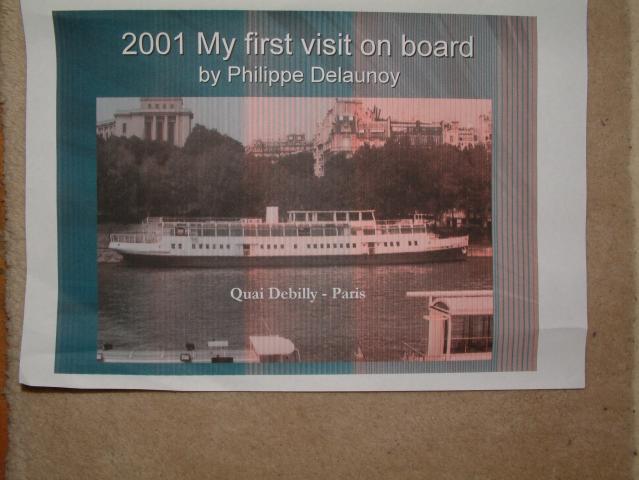 2001 My first visit on board
by Philippe Delaunoy
Quai Debilly - Paris